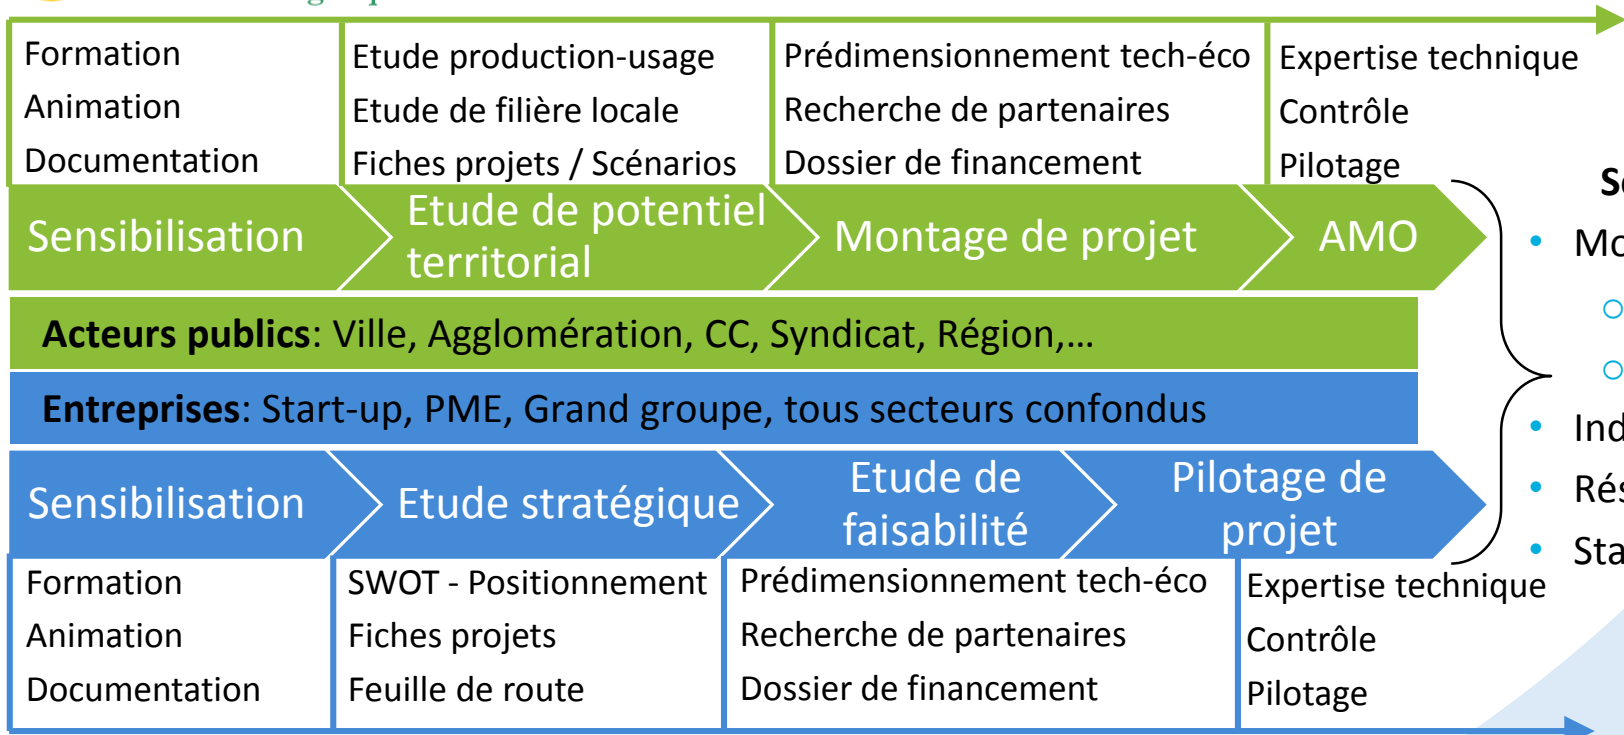 Formation
Animation
Documentation
Etude production-usage
Etude de filière locale
Fiches projets / Scénarios
Prédimensionnement tech-éco
Recherche de partenaires
Dossier de financement
Expertise technique
Contrôle
Pilotage
Sensibilisation
Etude de potentiel
territorial
Montage de projet
AMO
Acteurs publics: Ville, Agglomération, CC, Syndicat, Région,...
Entreprises: Start-up, PME, Grand groupe, tous secteurs confondus
Sensibilisation
Etude stratégique
Etude de
faisabilité
Pilotage de
projet
Formation
Animation
Documentation
SWOT - Positionnement
Fiches projets
Feuille de route
Prédimensionnement tech-éco
Recherche de partenaires
Dossier de financement
Expertise technique
Contrôle
Pilotage